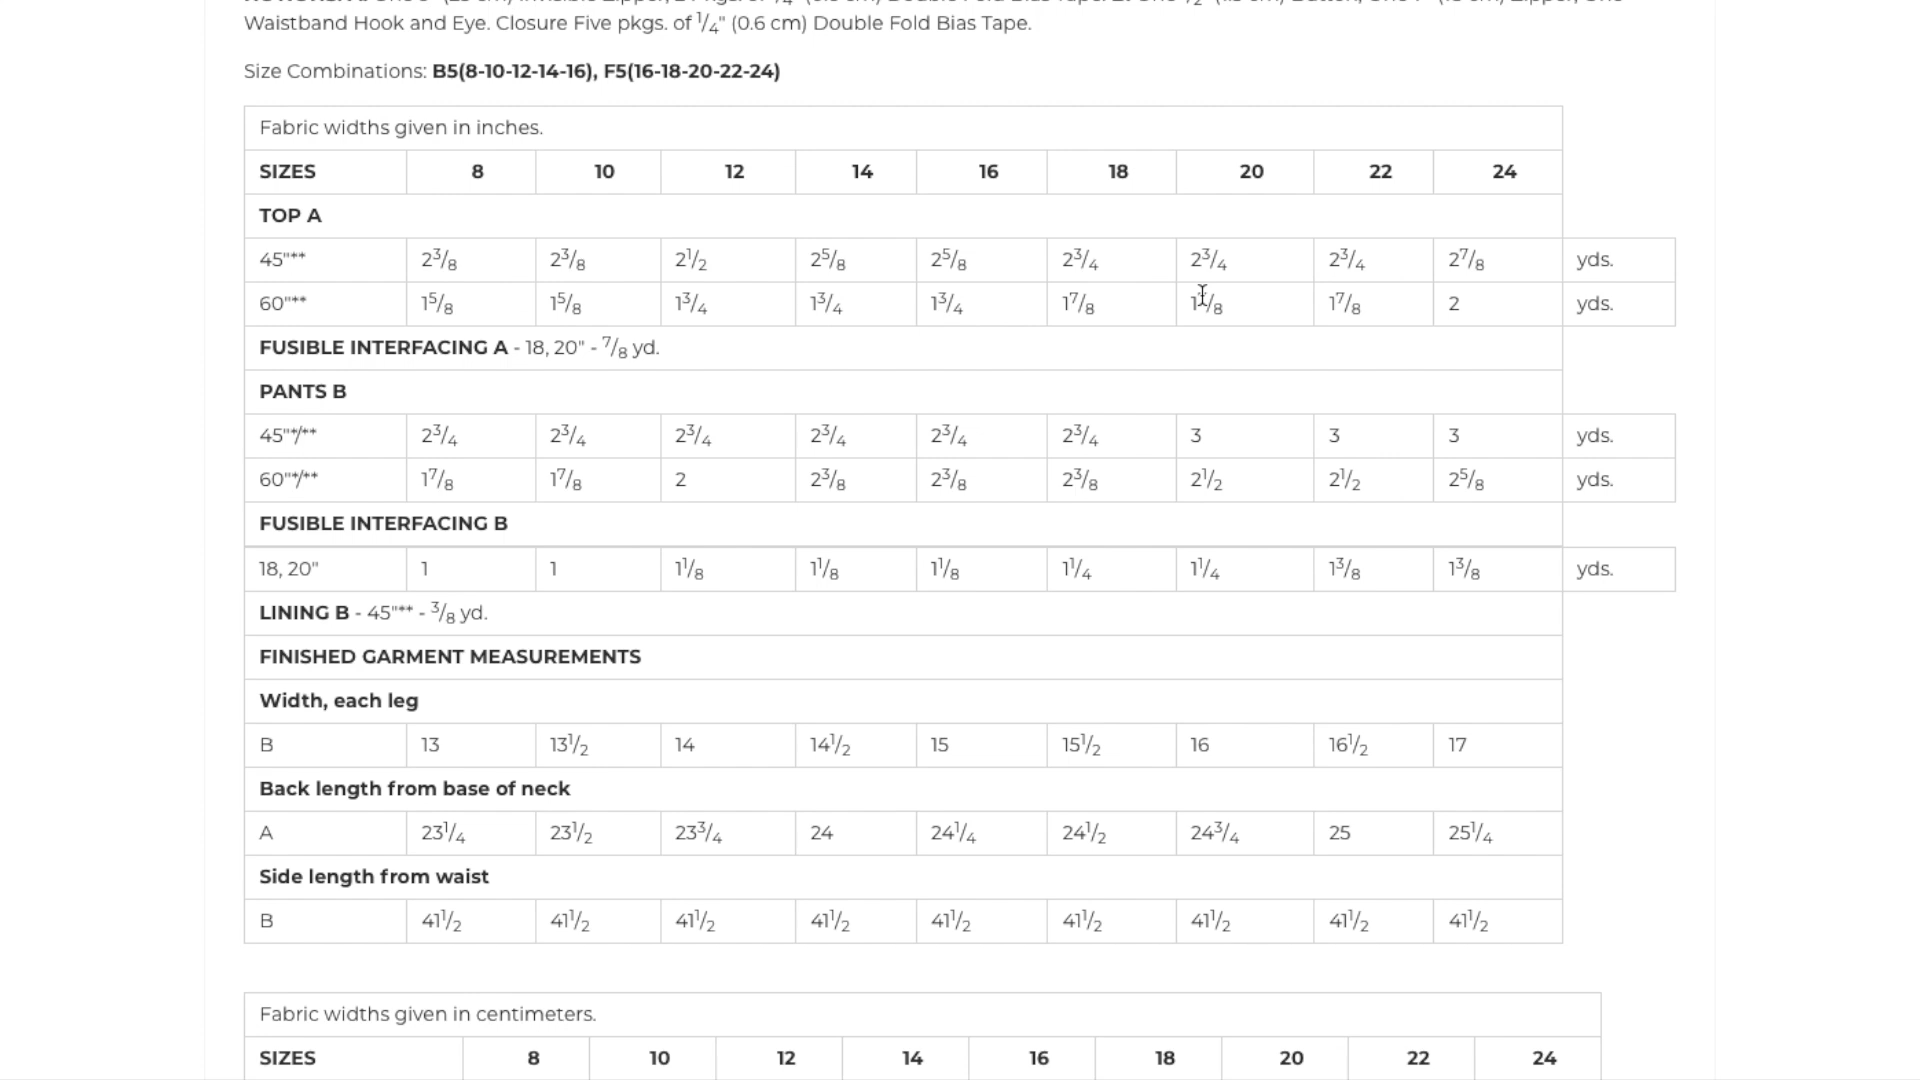 Waistband Hook and Eye. Closure Five pkgs. of 1/4" (0.6 cm) Double Fold Bias Tape.
Size Combinations: B5(8-10-12-14-16), F5(16-18-20-22-24)
Fabric widths given in inches.
SIZES 8 10 12 14 16 18 20 22 24
TOP A
45"** 2 3/8 2 3/8 2 1/2 2 5/8 2 5/8 2 3/4 2 3/4 2 3/4 2 7/8 yds.
60"** 1 5/8 1 5/8 1 3/4 1 3/4 1 3/4 1 7/8 1 7/8 2 yds.
FUSIBLE INTERFACING A - 18, 20" - 7/8 yd.
PANTS B
45"*/** 2 3/4 2 3/4 2 3/4 2 3/4 2 3/4 2 3/4 3 3 3 yds.
60"*/** 1 7/8 1 7/8 2 2 3/8 2 3/8 2 3/8 2 1/2 2 1/2 2 5/8 yds.
FUSIBLE INTERFACING B
18, 20" 1 1 1 1/8 1 1/8 1 1/8 1 1/4 1 1/4 1 3/8 1 3/8 yds.
LINING B - 45"** - 3/8 yd.
FINISHED GARMENT MEASUREMENTS
Width, each leg
B 13 13 1/2 14 14 1/2 15 15 1/2 16 16 1/2 17
Back length from base of neck
A 23 1/4 23 1/2 23 3/4 24 24 1/4 24 1/2 24 3/4 25 25 1/4
Side length from waist
B 41 1/2 41 1/2 41 1/2 41 1/2 41 1/2 41 1/2 41 1/2 41 1/2 41 1/2
Fabric widths given in centimeters.
SIZES 8 10 12 14 16 18 20 22 24